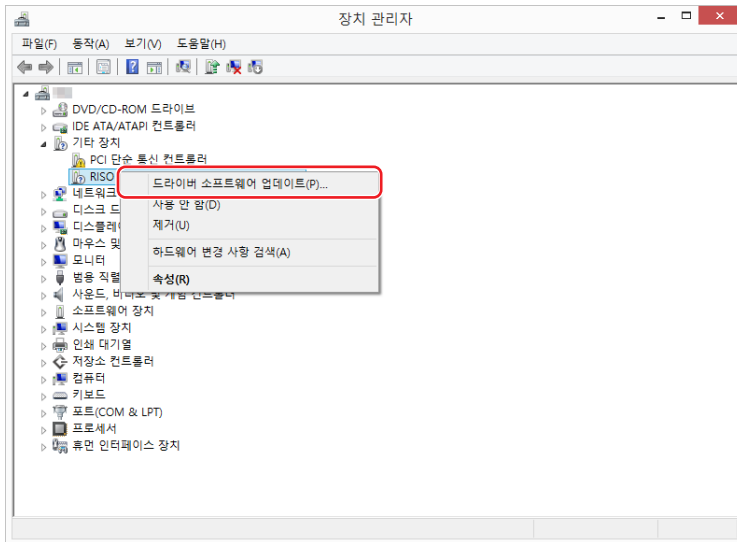 장치 관리자
파일(F) 동작(A) 보기(V) 도움말(H)
DVD/CD-ROM 드라이브
IDE ATA/ATAPI 컨트롤러
기타 장치
PCI 단순 통신 컨트롤러
RISO
드라이버 소프트웨어 업데이트(P)...
네트워크
사용 안 함(D)
디스크 드
제거(U)
디스플레이
마우스 및
하드웨어 변경 사항 검색(A)
모니터
범용 직렬
속성(R)
사운드, 비디오 및 게임 컨트롤러
소프트웨어 장치
시스템 장치
인쇄 대기열
저장소 컨트롤러
컴퓨터
키보드
포트(COM & LPT)
프로세서
휴먼 인터페이스 장치